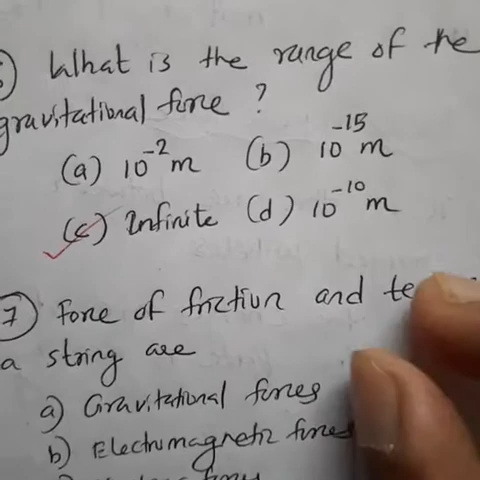 What is the range of the
gravitational force ?
(a) 10⁻² m (b) 10⁻¹⁵ m
(c) Infinite (d) 10⁻¹⁰ m
7 Force of friction and
a string are
a) Gravitational forces
b) Electromagnetic forces